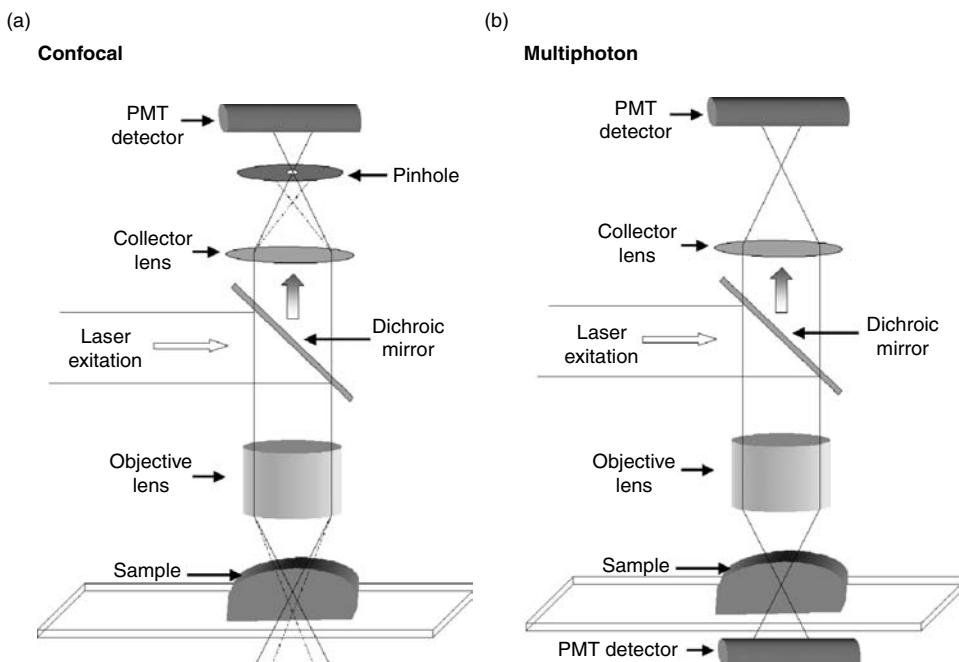 (a)
Confocal
PMT
detector
Pinhole
Collector
lens
Laser
exitation
Dichroic
mirror
Objective
lens
Sample
(b)
Multiphoton
PMT
detector
Collector
lens
Laser
exitation
Dichroic
mirror
Objective
lens
Sample
PMT detector